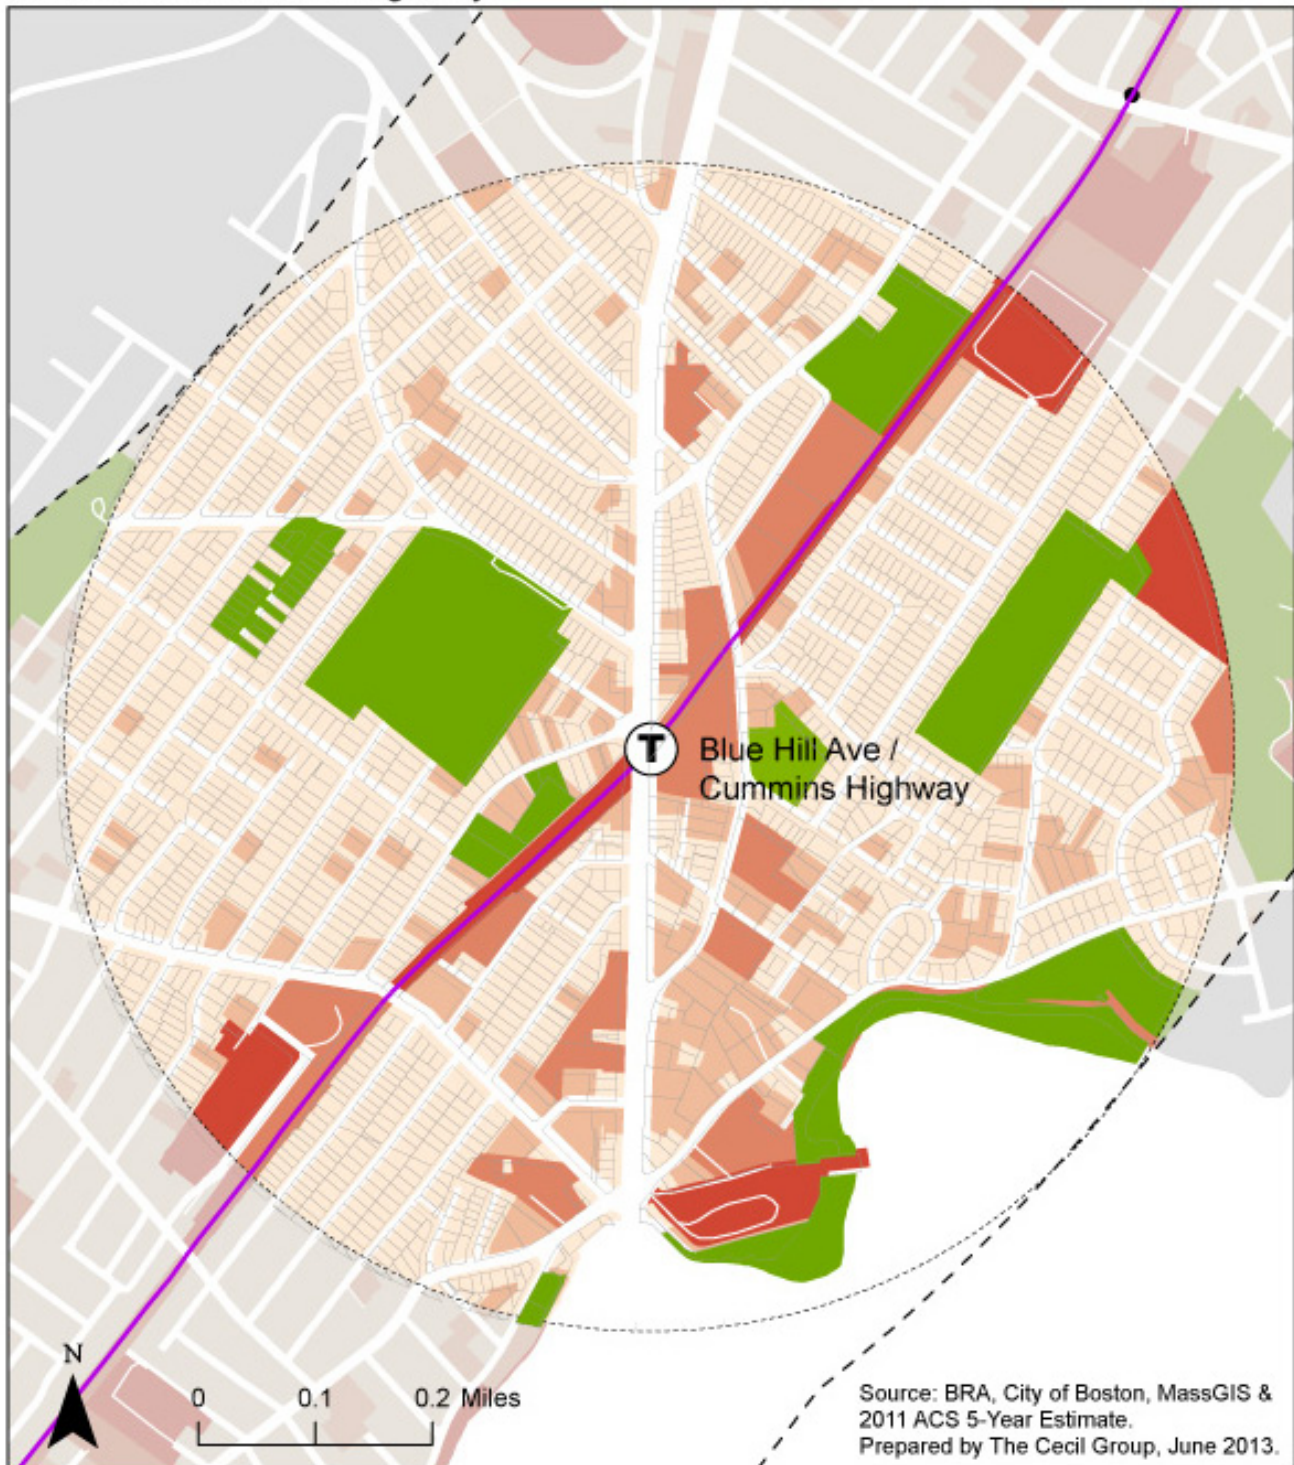 T
Blue Hill Ave /
Cummins Highway
N
0 0.1 0.2 Miles
Source: BRA, City of Boston, MassGIS &
2011 ACS 5-Year Estimate.
Prepared by The Cecil Group, June 2013.